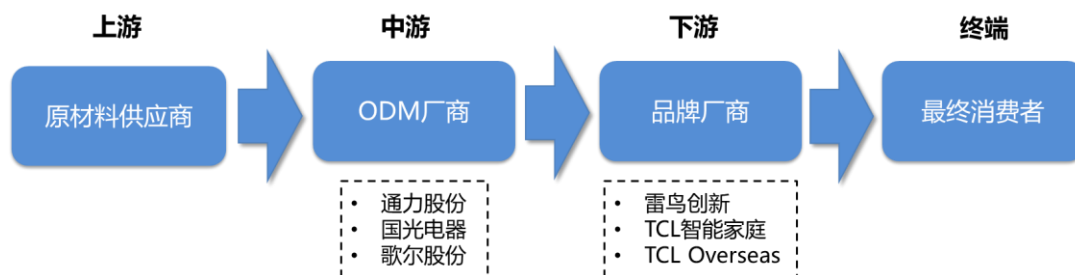 上游 中游 下游 终端
原材料供应商 ODM厂商 品牌厂商 最终消费者
• 通力股份
• 国光电器
• 歌尔股份
• 雷鸟创新
• TCL智能家庭
• TCL Overseas